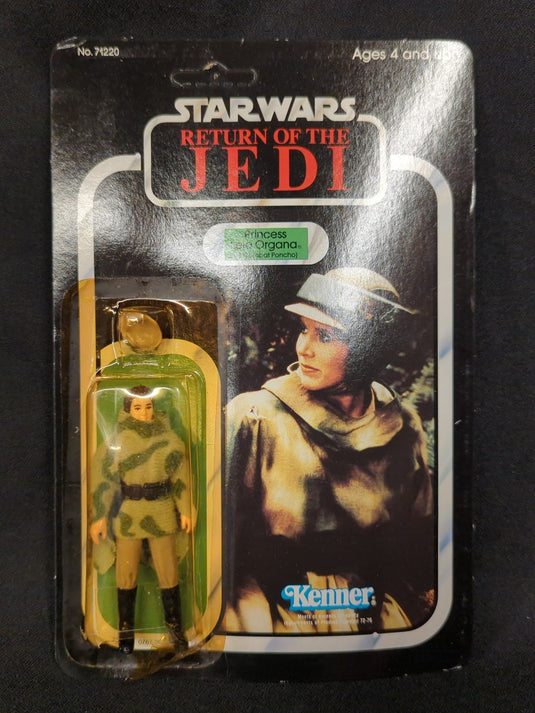 No. 71220
Ages 4 and up
STAR WARS
RETURN OF THE
JEDI
Princess
Leia Organa
Kenner